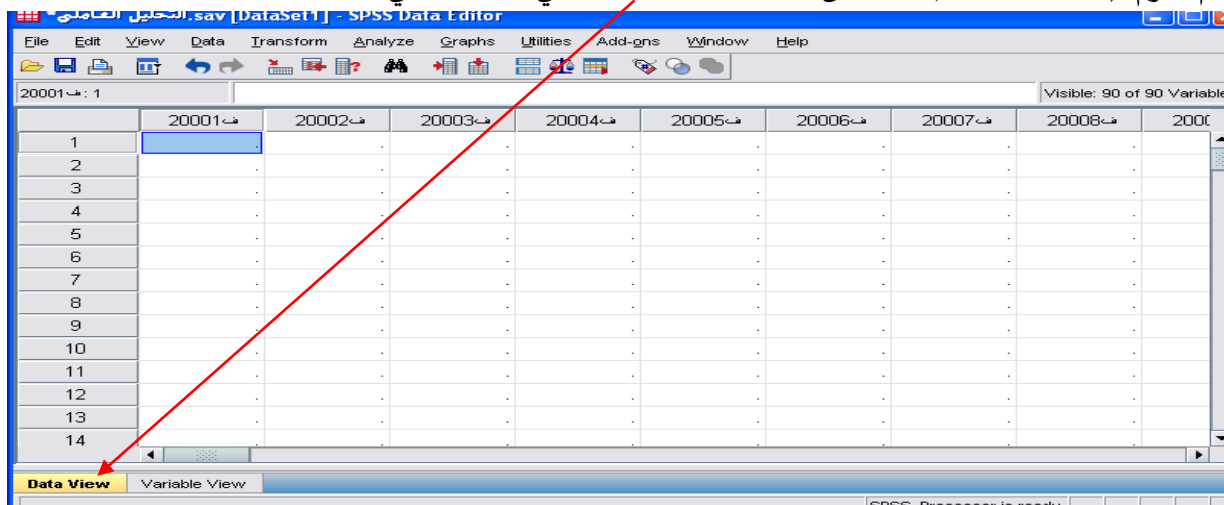 *التحليل العاملي.sav [DataSet1] - SPSS Data Editor
File Edit View Data Transform Analyze Graphs Utilities Add-ons Window Help
20001ف : 1
Visible: 90 of 90 Variable
20001ف 20002ف 20003ف 20004ف 20005ف 20006ف 20007ف 20008ف
1
2
3
4
5
6
7
8
9
10
11
12
13
14
Data View Variable View
SPSS Processor is ready